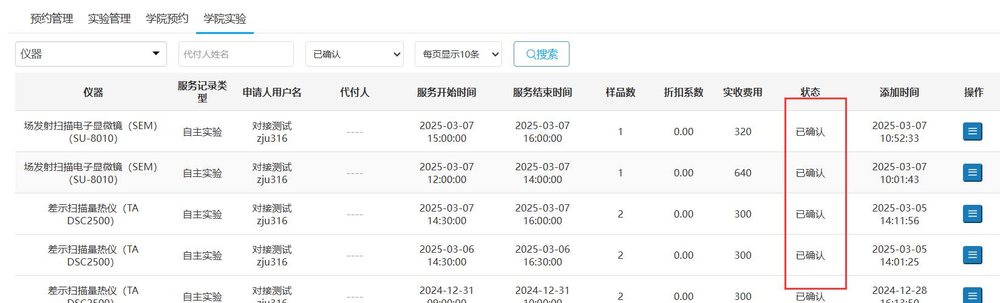 预约管理 实验管理 学院预约 学院实验
仪器 代付人姓名 已确认 每页显示10条 搜索
仪器 服务记录类型 申请人用户名 代付人 服务开始时间 服务结束时间 样品数 折扣系数 实收费用 状态 添加时间 操作
场发射扫描电子显微镜（SEM）（SU-8010） 自主实验 对接测试 zju316 ---- 2025-03-07 15:00:00 2025-03-07 16:00:00 1 0.00 320 已确认 2025-03-07 10:52:33
场发射扫描电子显微镜（SEM）（SU-8010） 自主实验 对接测试 zju316 ---- 2025-03-07 12:00:00 2025-03-07 14:00:00 1 0.00 640 已确认 2025-03-07 10:01:43
差示扫描量热仪（TA DSC2500） 自主实验 对接测试 zju316 ---- 2025-03-07 14:30:00 2025-03-07 16:00:00 2 0.00 300 已确认 2025-03-05 14:11:56
差示扫描量热仪（TA DSC2500） 自主实验 对接测试 zju316 ---- 2025-03-06 14:30:00 2025-03-06 16:30:00 2 0.00 300 已确认 2025-03-05 14:01:25
差示扫描量热仪（TA DSC2500） 自主实验 对接测试 zju316 ---- 2024-12-31 09:00:00 2024-12-31 10:00:00 2 0.00 300 已确认 2024-12-28 16:13:50